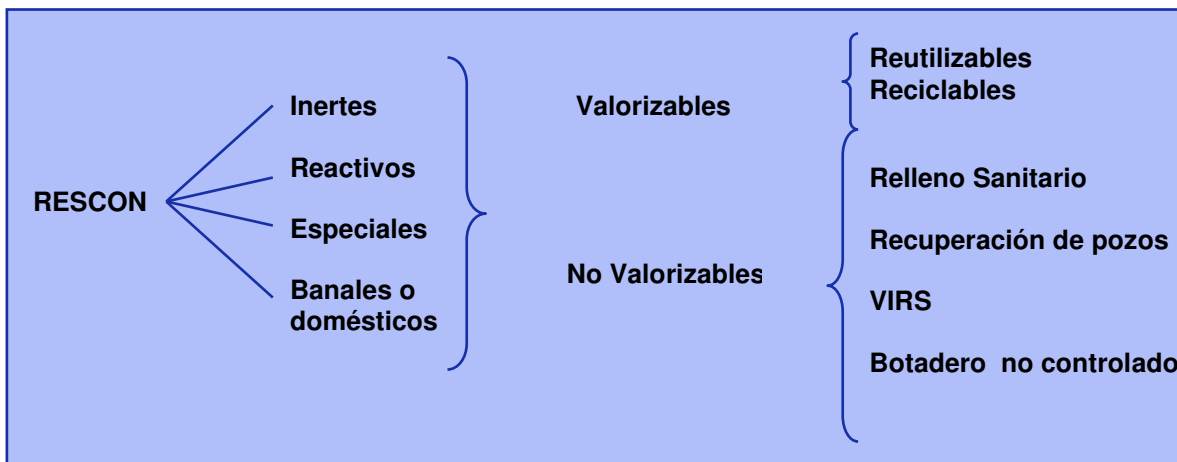 RESCON
Inertes
Reactivos
Especiales
Banales o
domésticos
Valorizables
No Valorizables
Reutilizables
Reciclables
Relleno Sanitario
Recuperación de pozos
VIRS
Botadero no controlado